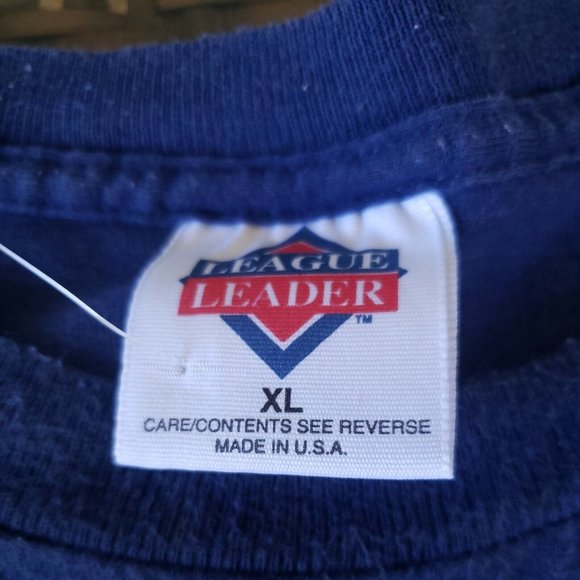 LEAGUE
LEADER
TM
XL
CARE/CONTENTS SEE REVERSE
MADE IN U.S.A.